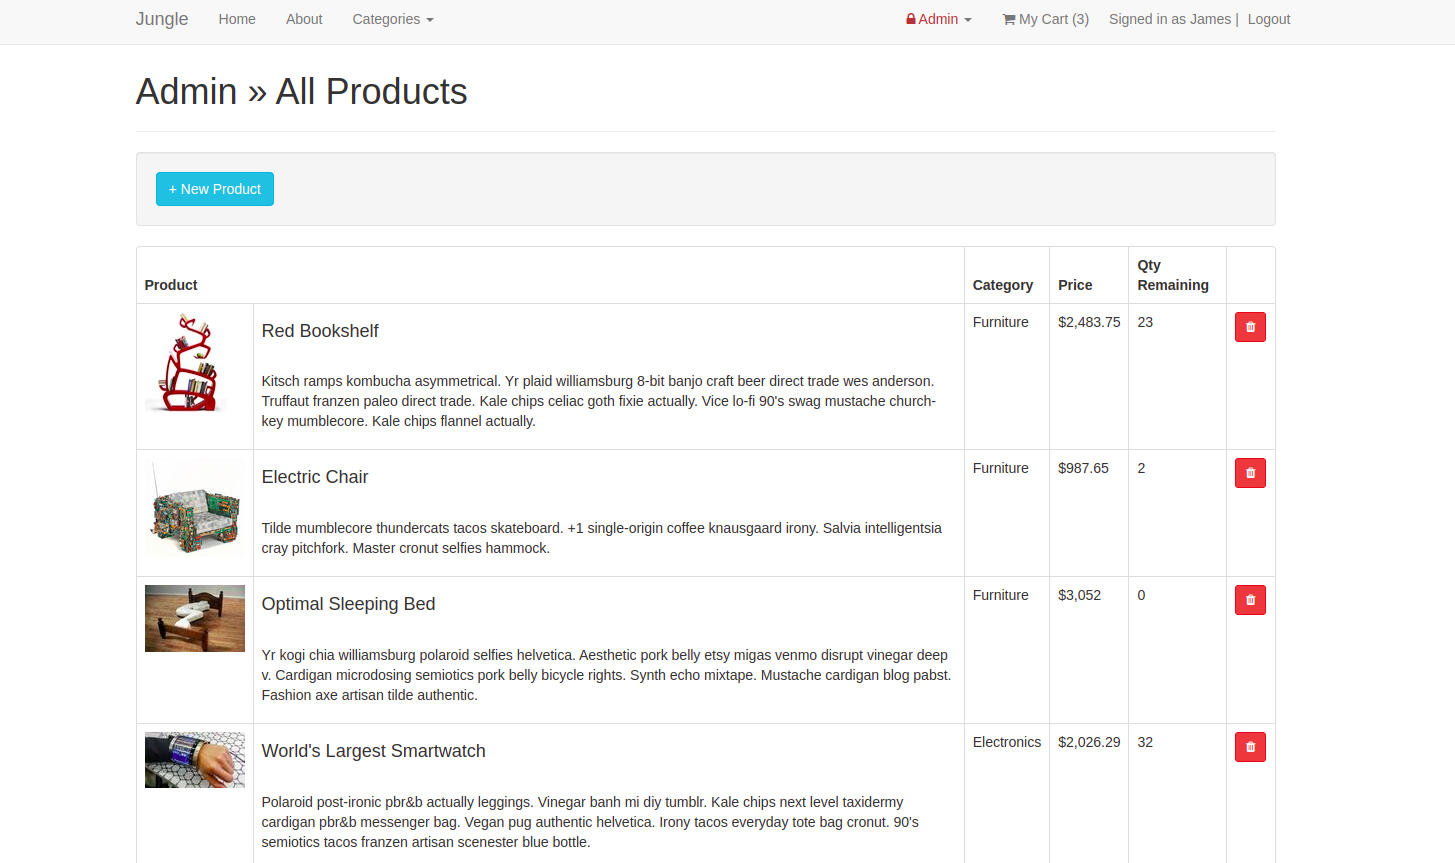 Jungle Home About Categories Admin My Cart (3) Signed in as James | Logout
Admin » All Products
+ New Product
Product Category Price Qty Remaining
Red Bookshelf Furniture $2,483.75 23
Kitsch ramps kombucha asymmetrical. Yr plaid williamsburg 8-bit banjo craft beer direct trade wes anderson.
Truffaut franzen paleo direct trade. Kale chips celiac goth fixie actually. Vice lo-fi 90's swag mustache church-
key mumblecore. Kale chips flannel actually.
Electric Chair Furniture $987.65 2
Tilde mumblecore thundercats tacos skateboard. +1 single-origin coffee knausgaard irony. Salvia intelligentsia
cray pitchfork. Master cronut selfies hammock.
Optimal Sleeping Bed Furniture $3,052 0
Yr kogi chia williamsburg polaroid selfies helvetica. Aesthetic pork belly etsy migas venmo disrupt vinegar deep
v. Cardigan microdosing semiotics pork belly bicycle rights. Synth echo mixtape. Mustache cardigan blog pabst.
Fashion axe artisan tilde authentic.
World's Largest Smartwatch Electronics $2,026.29 32
Polaroid post-ironic pbr&b actually leggings. Vinegar banh mi diy tumblr. Kale chips next level taxidermy
cardigan pbr&b messenger bag. Vegan pug authentic helvetica. Irony tacos everyday tote bag cronut. 90's
semiotics tacos franzen artisan scenester blue bottle.